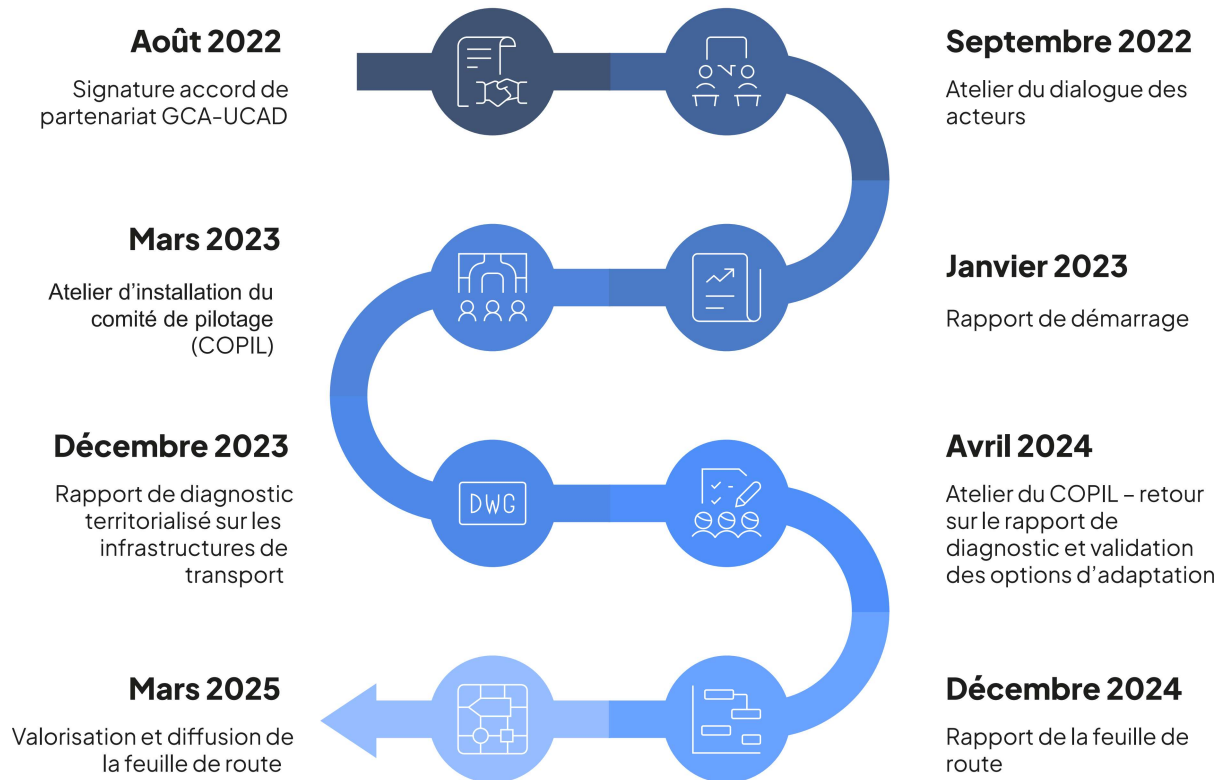 Août 2022
Signature accord de
partenariat GCA-UCAD
Septembre 2022
Atelier du dialogue des
acteurs
Janvier 2023
Rapport de démarrage
Mars 2023
Atelier d'installation du
comité de pilotage
(COPIL)
Décembre 2023
Rapport de diagnostic
territorialisé sur les
infrastructures de
transport
DWG
Avril 2024
Atelier du COPIL – retour
sur le rapport de
diagnostic et validation
des options d'adaptation
Décembre 2024
Rapport de la feuille de
route
Mars 2025
Valorisation et diffusion de
la feuille de route